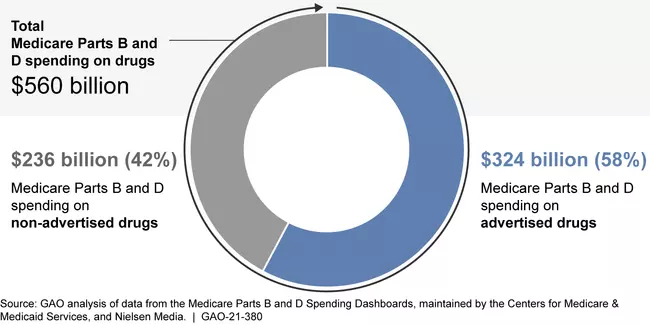 Total
Medicare Parts B and
D spending on drugs
$560 billion
$236 billion (42%)
Medicare Parts B and D
spending on
non-advertised drugs
$324 billion (58%)
Medicare Parts B and D
spending on
advertised drugs
Source: GAO analysis of data from the Medicare Parts B and D Spending Dashboards, maintained by the Centers for Medicare &
Medicaid Services, and Nielsen Media. | GAO-21-380